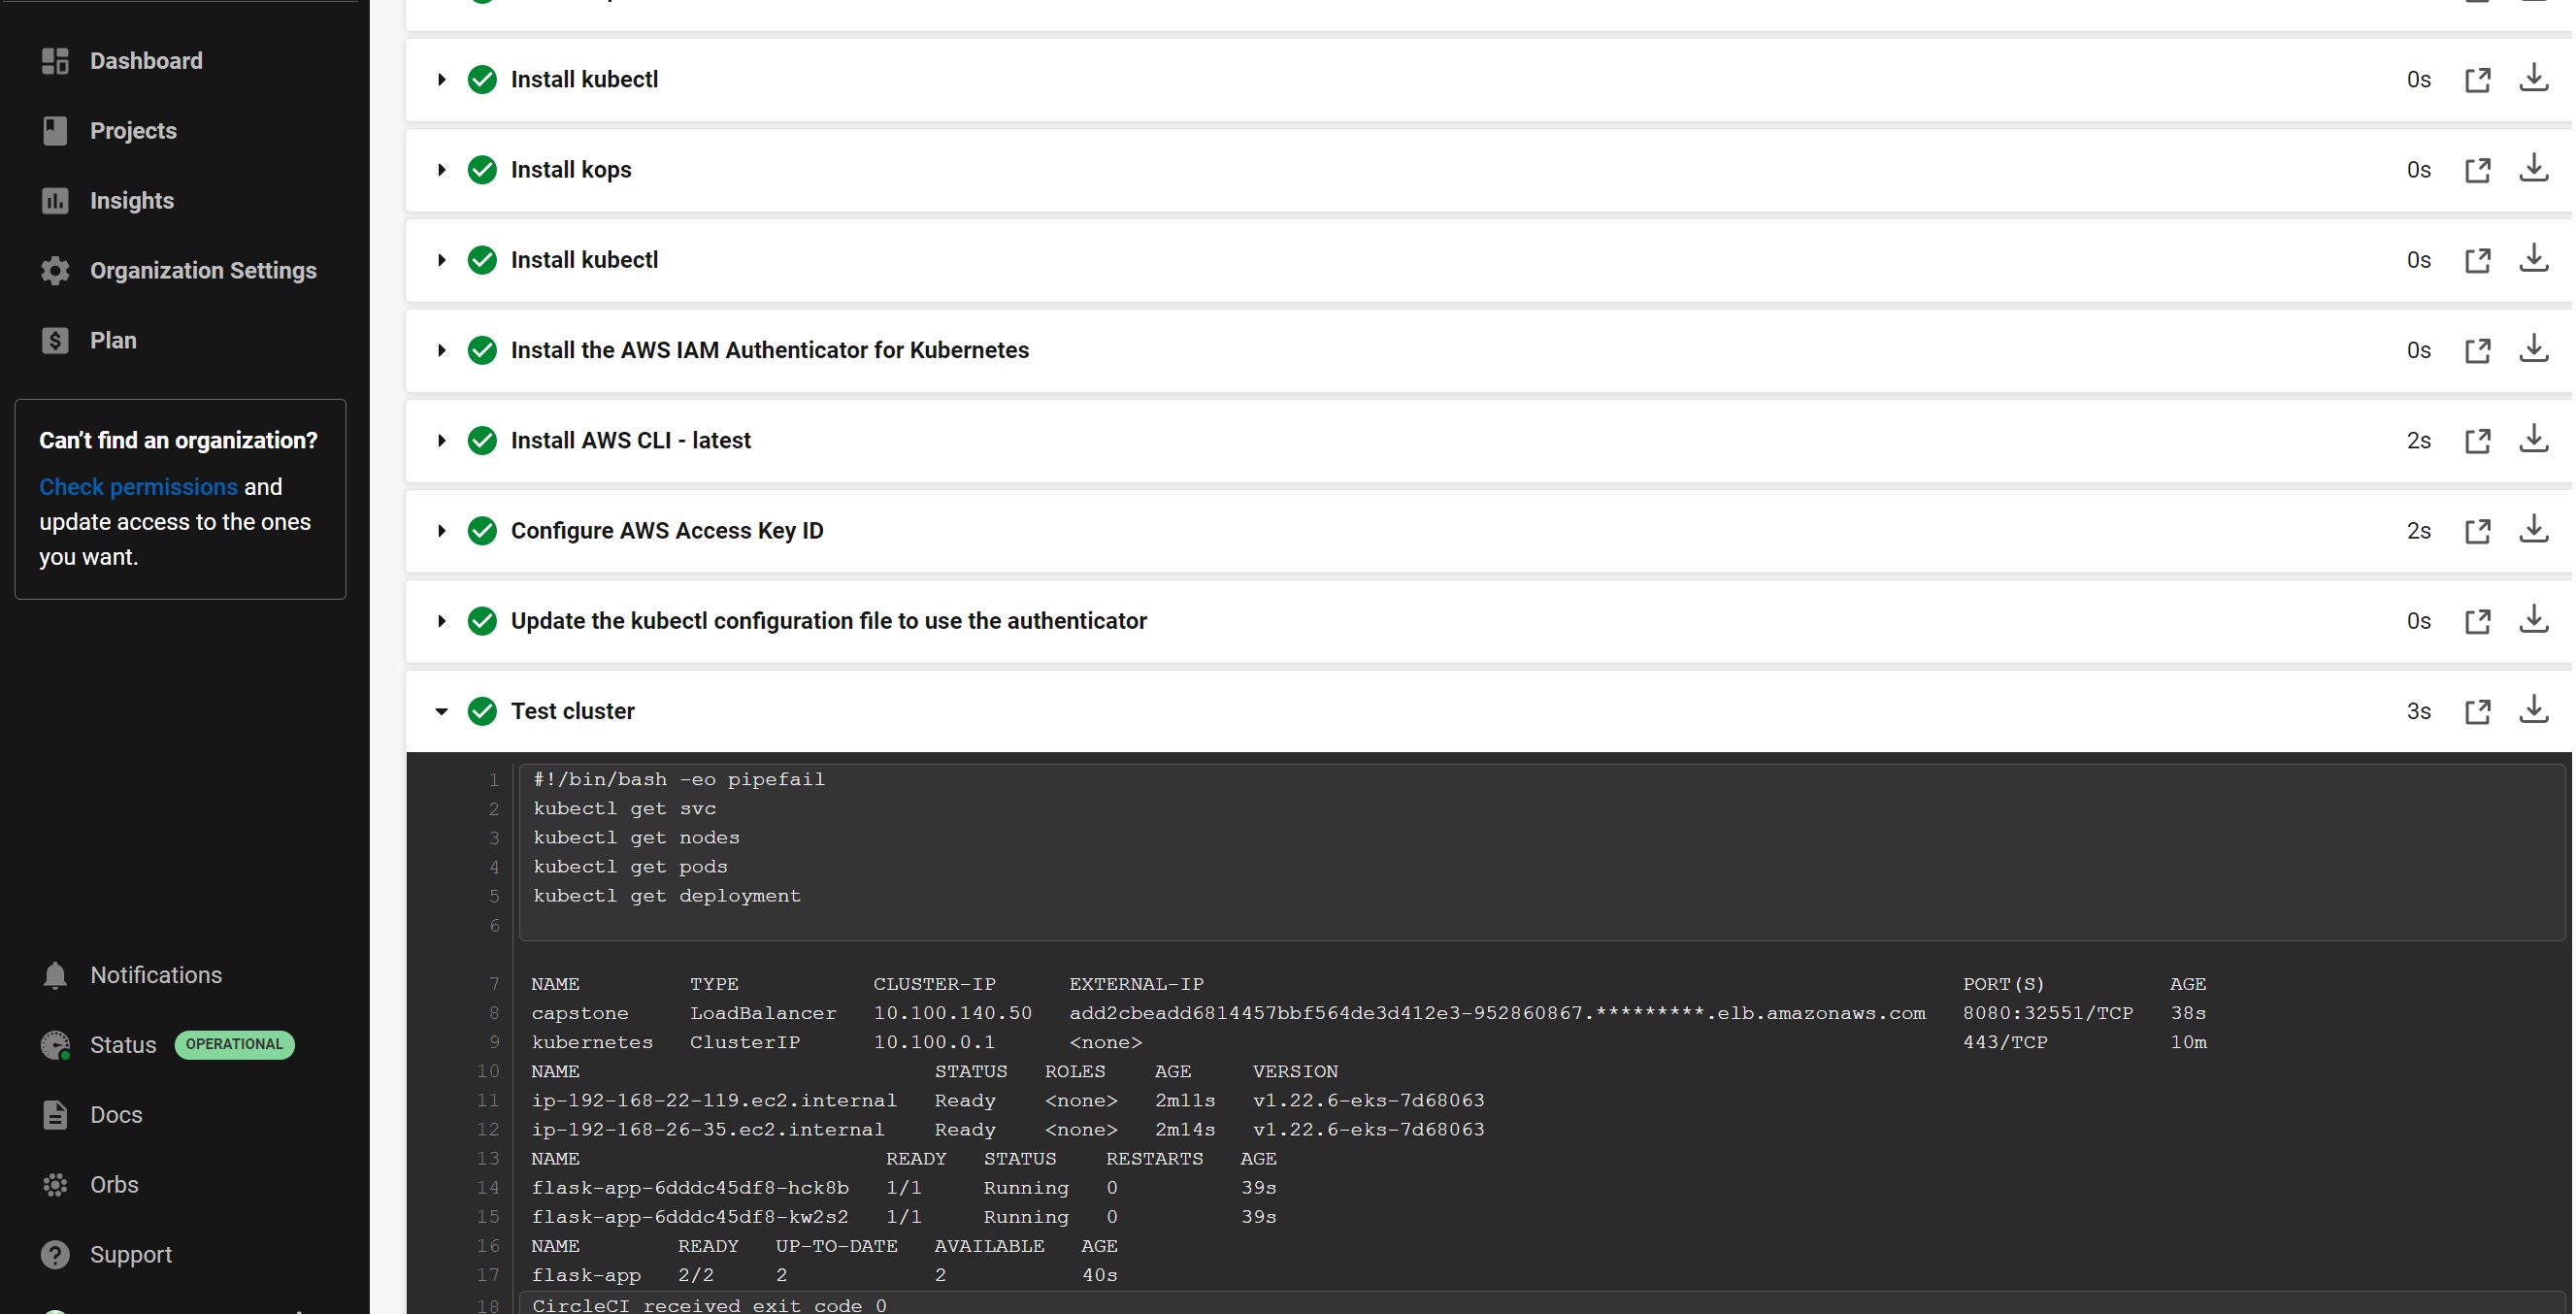 Dashboard
Projects
Insights
Organization Settings
Plan
Can't find an organization?
Check permissions and
update access to the ones
you want.
Notifications
Status OPERATIONAL
Docs
Orbs
Support
Install kubectl 0s
Install kops 0s
Install kubectl 0s
Install the AWS IAM Authenticator for Kubernetes 0s
Install AWS CLI - latest 2s
Configure AWS Access Key ID 2s
Update the kubectl configuration file to use the authenticator 0s
Test cluster 3s
1 #!/bin/bash -eo pipefail
2 kubectl get svc
3 kubectl get nodes
4 kubectl get pods
5 kubectl get deployment
6
7 NAME TYPE CLUSTER-IP EXTERNAL-IP PORT(S) AGE
8 capstone LoadBalancer 10.100.140.50 add2cbeadd6814457bbf564de3d412e3-952860867.*********.elb.amazonaws.com 8080:32551/TCP 38s
9 kubernetes ClusterIP 10.100.0.1 <none> 443/TCP 10m
10 NAME STATUS ROLES AGE VERSION
11 ip-192-168-22-119.ec2.internal Ready <none> 2m11s v1.22.6-eks-7d68063
12 ip-192-168-26-35.ec2.internal Ready <none> 2m14s v1.22.6-eks-7d68063
13 NAME READY STATUS RESTARTS AGE
14 flask-app-6dddc45df8-hck8b 1/1 Running 0 39s
15 flask-app-6dddc45df8-kw2s2 1/1 Running 0 39s
16 NAME READY UP-TO-DATE AVAILABLE AGE
17 flask-app 2/2 2 2 40s
18 CircleCI received exit code 0